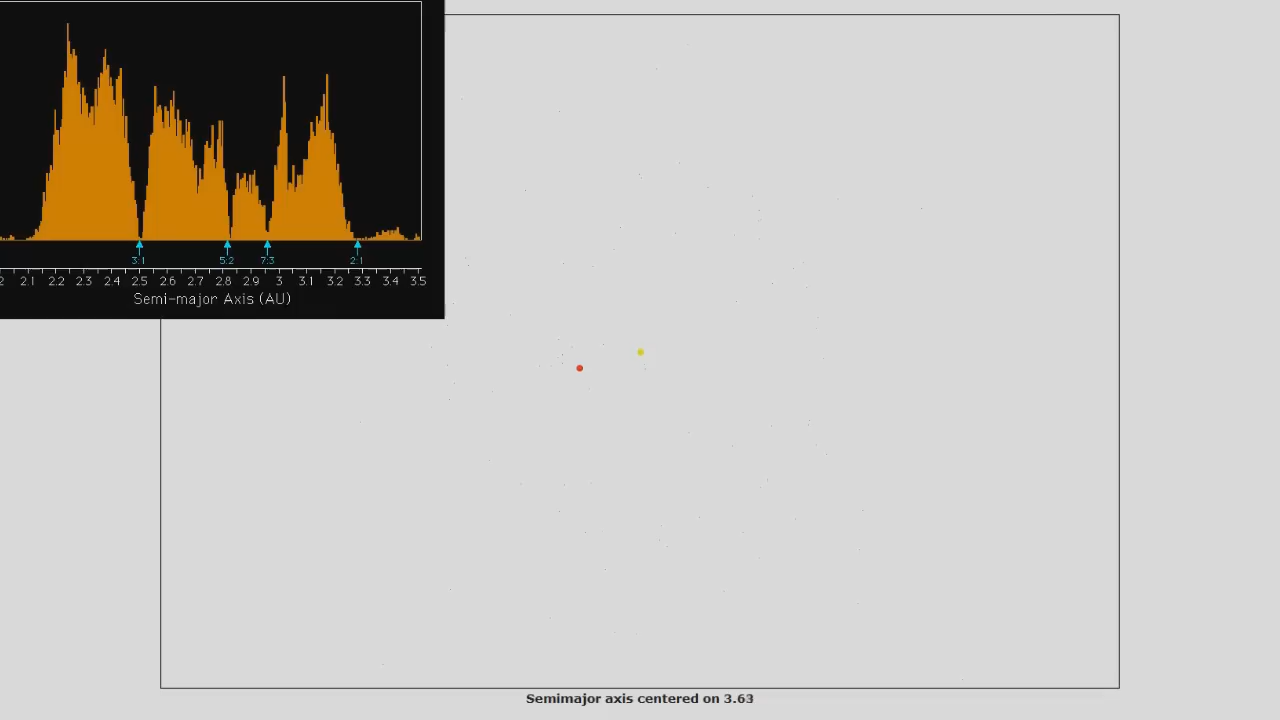 3:1 5:2 7:3 2:1
2 2.1 2.2 2.3 2.4 2.5 2.6 2.7 2.8 2.9 3 3.1 3.2 3.3 3.4 3.5
Semi-major Axis (AU)
Semimajor axis centered on 3.63